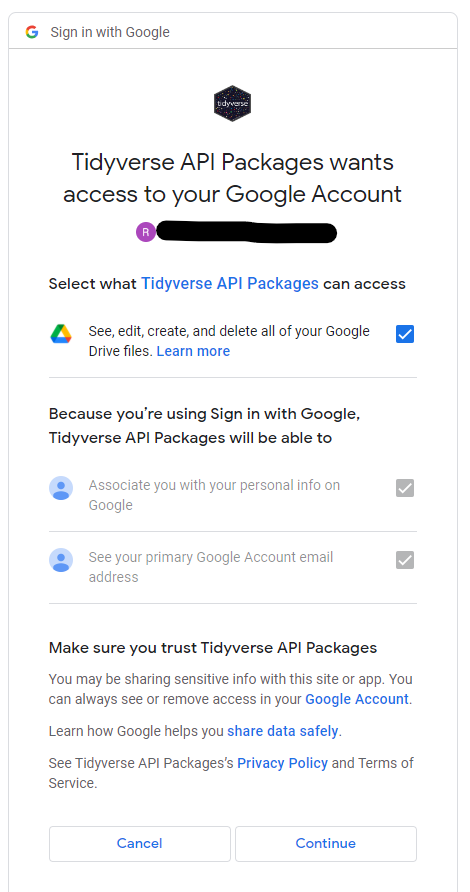 Sign in with Google
tidyverse
Tidyverse API Packages wants
access to your Google Account
R
Select what Tidyverse API Packages can access
See, edit, create, and delete all of your Google
Drive files. Learn more
Because you’re using Sign in with Google,
Tidyverse API Packages will be able to
Associate you with your personal info on
Google
See your primary Google Account email
address
Make sure you trust Tidyverse API Packages
You may be sharing sensitive info with this site or app. You
can always see or remove access in your Google Account.
Learn how Google helps you share data safely.
See Tidyverse API Packages’s Privacy Policy and Terms of
Service.
Cancel
Continue